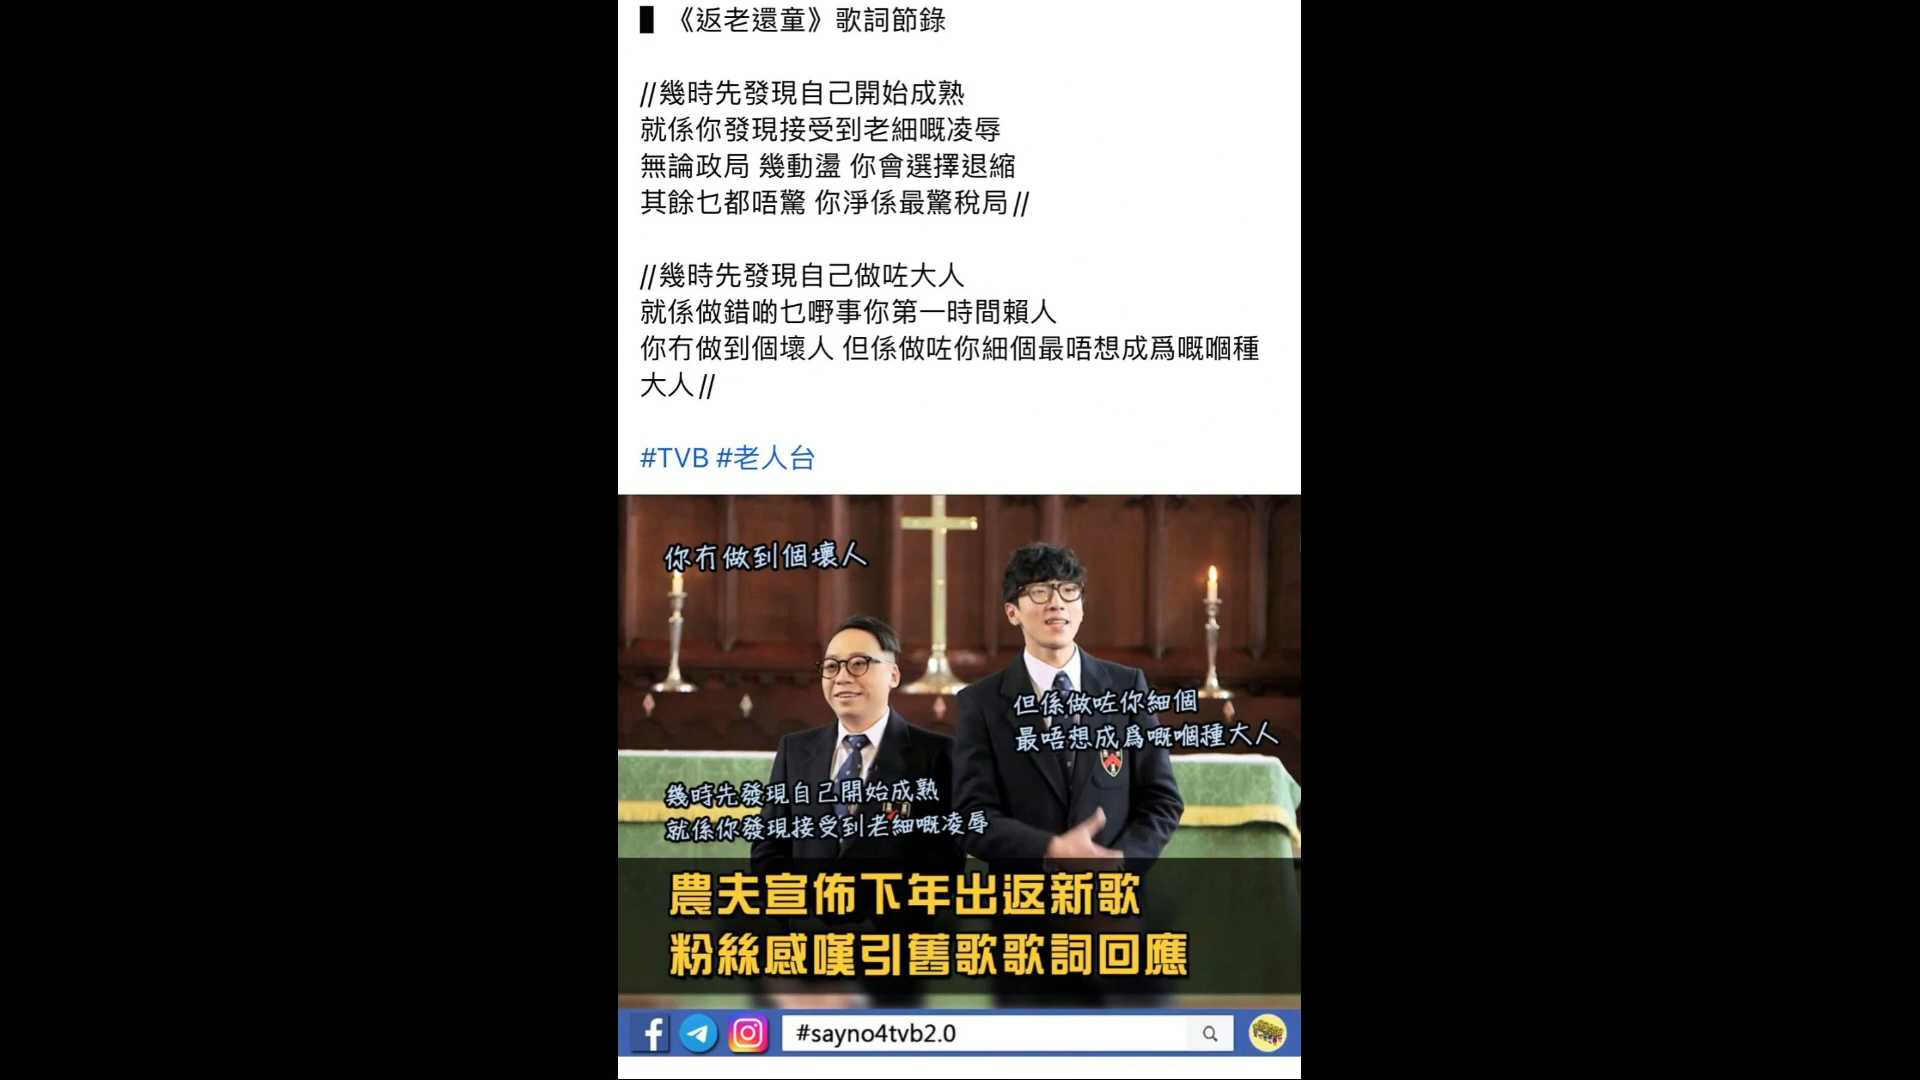 《返老還童》歌詞節錄
//幾時先發現自己開始成熟
就係你發現接受到老細嘅凌辱
無論政局 幾動盪 你會選擇退縮
其餘乜都唔驚 你淨係最驚稅局//
//幾時先發現自己做咗大人
就係做錯啲乜嘢事你第一時間賴人
你冇做到個壞人 但係做咗你細個最唔想成爲嘅嗰種
大人//
#TVB #老人台
你冇做到個壞人
但係做咗你細個
最唔想成爲嘅嗰種大人
幾時先發現自己開始成熟
就係你發現接受到老細嘅凌辱
農夫宣佈下年出返新歌
粉絲感嘆引舊歌歌詞回應
#sayno4tvb2.0